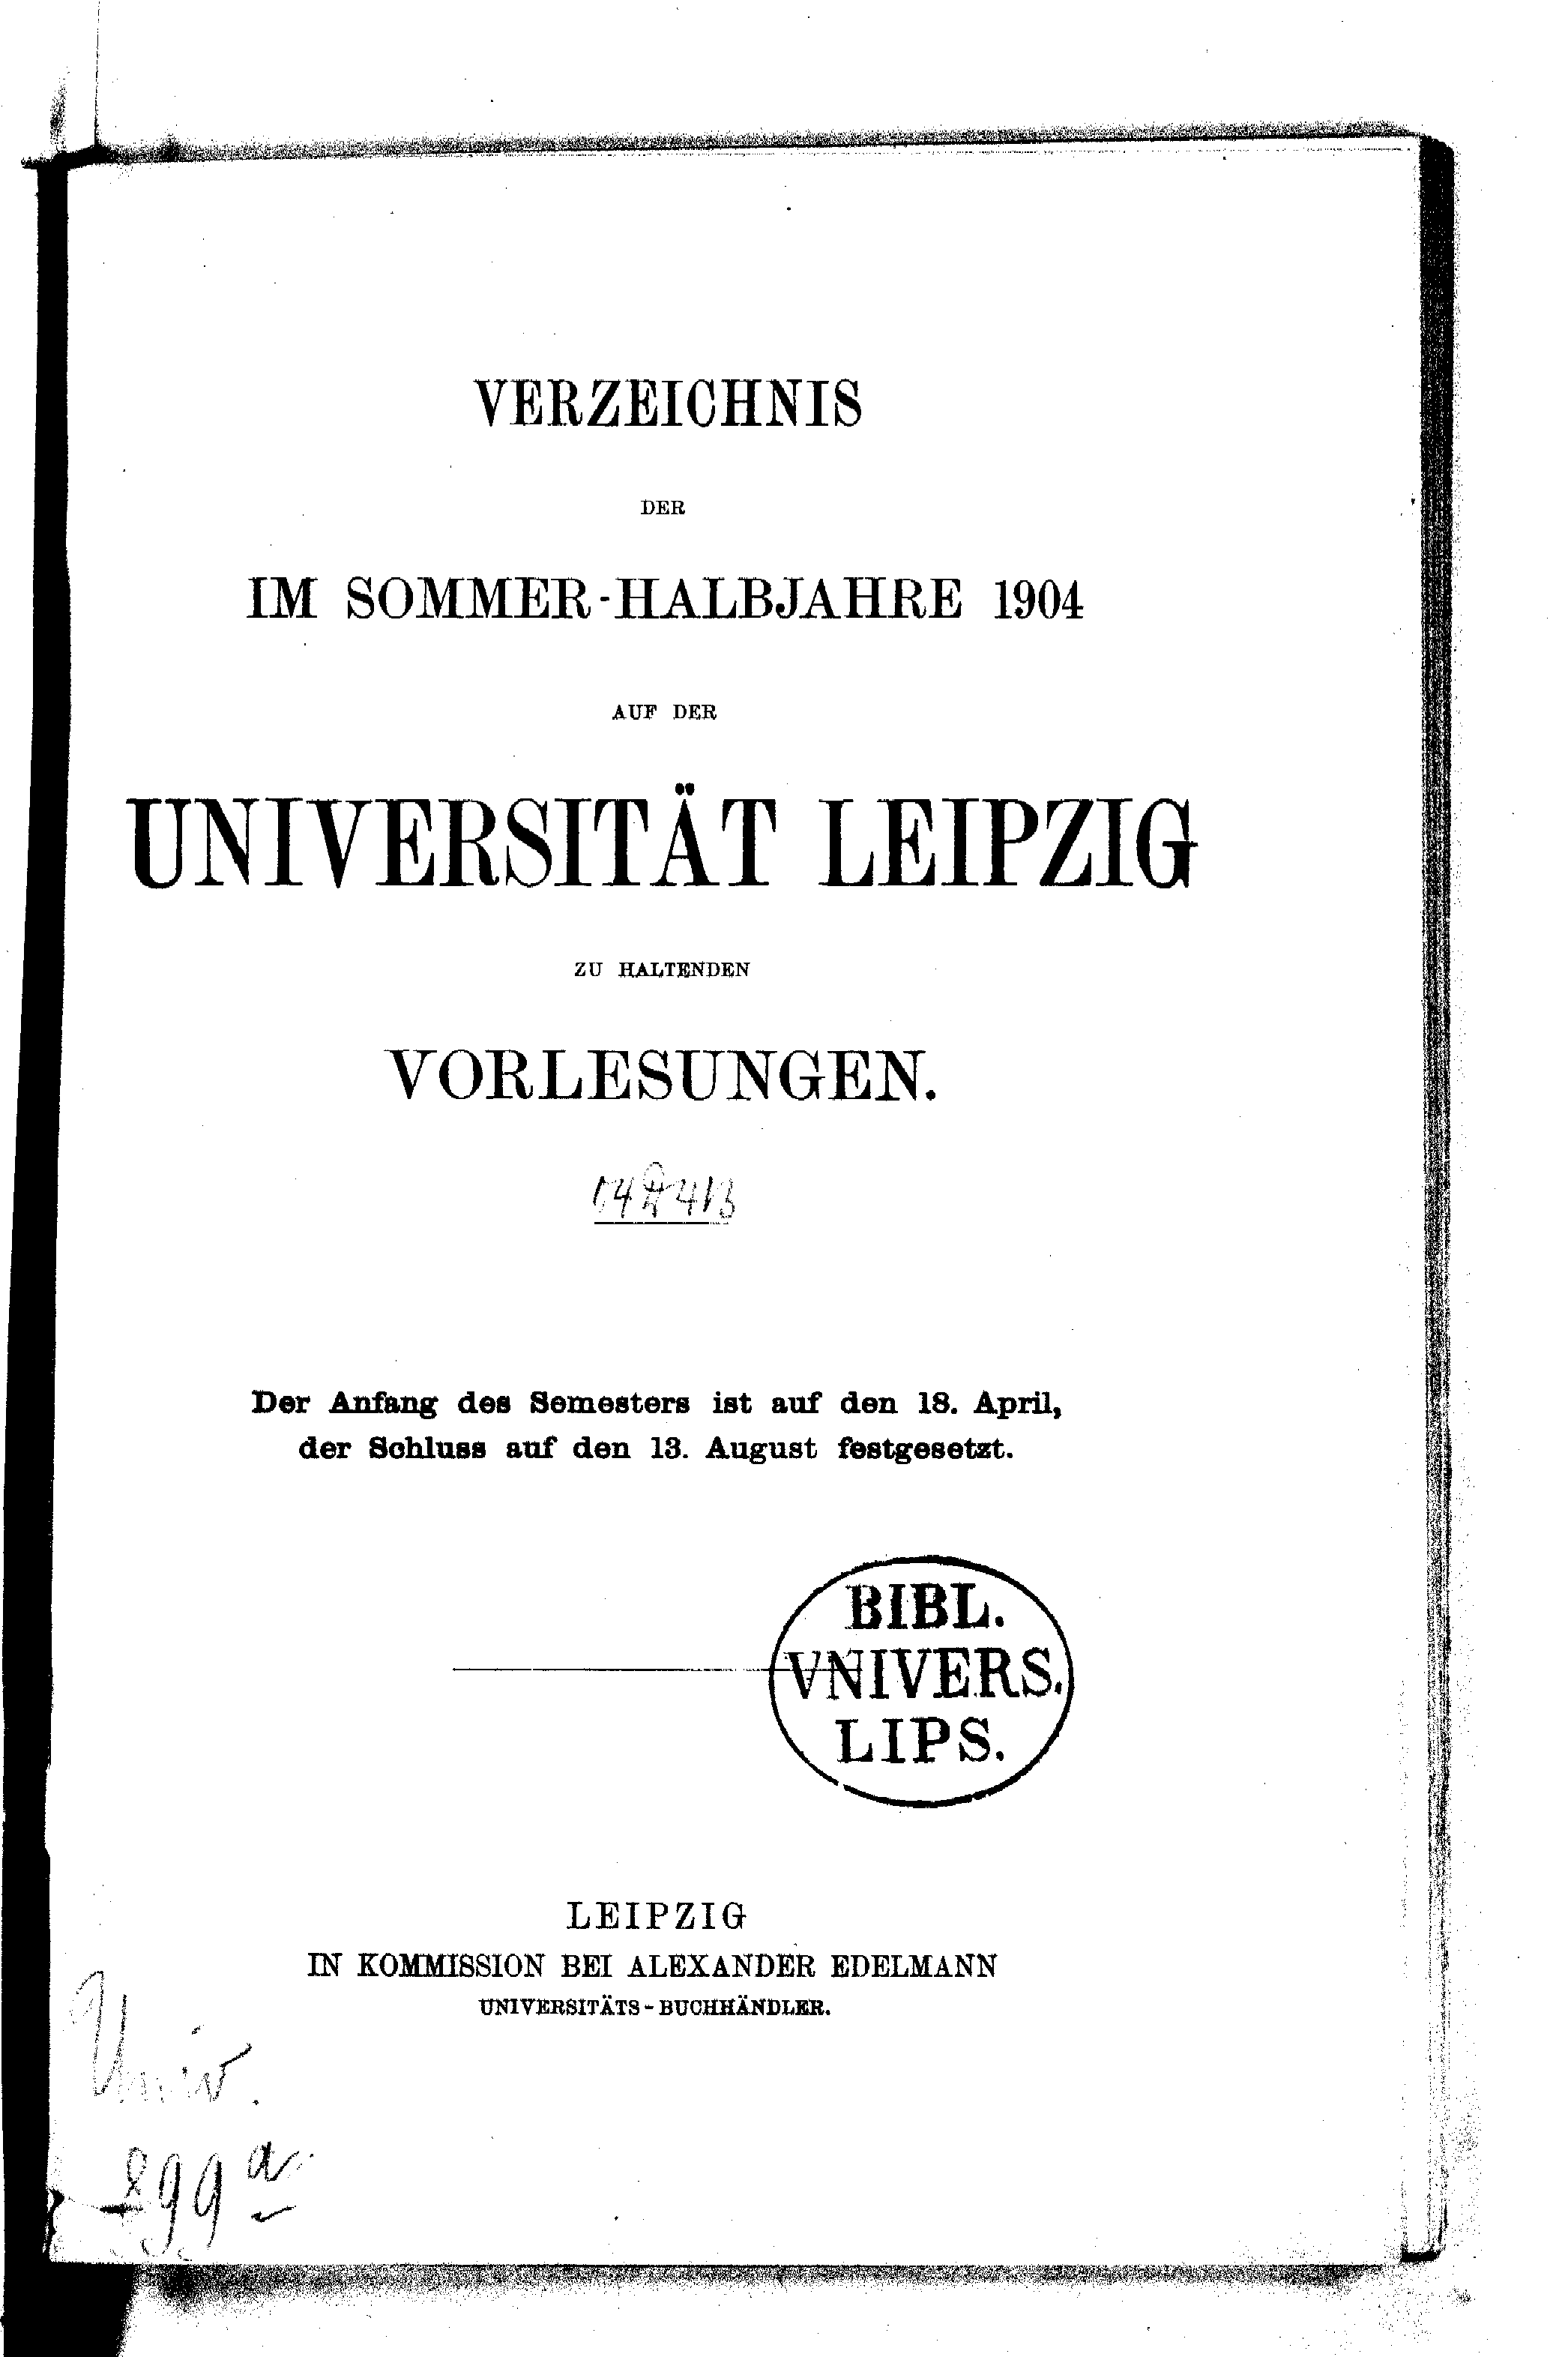 VERZEICHNIS
DER
IM SOMMER-HALBJAHRE 1904
AUF DER
UNIVERSITÄT LEIPZIG
ZU HALTENDEN
VORLESUNGEN.
Der Anfang des Semesters ist auf den 18. April,
der Schluss auf den 13. August festgesetzt.
BIBL.
VNIVERS.
LIPS.
LEIPZIG
IN KOMMISSION BEI ALEXANDER EDELMANN
UNIVERSITÄTS-BUCHHÄNDLER.
Univ.
899 a